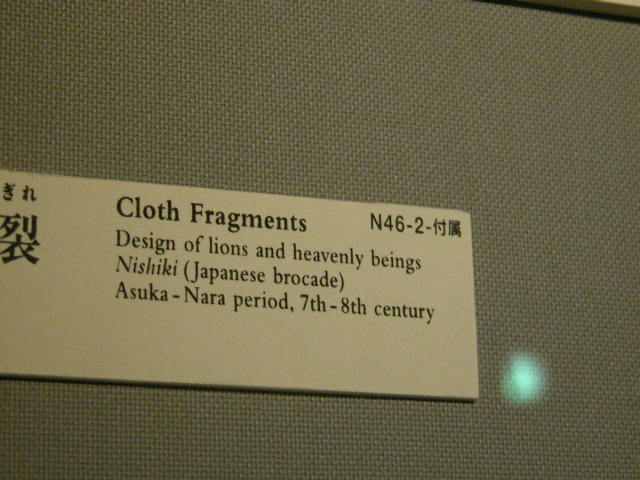 ぎれ
裂
Cloth Fragments
N46-2-付属
Design of lions and heavenly beings
Nishiki (Japanese brocade)
Asuka-Nara period, 7th-8th century